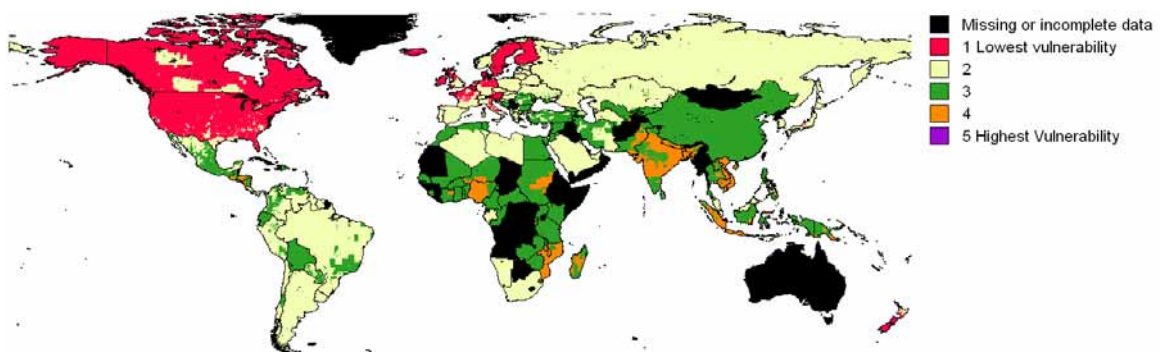 Missing or incomplete data
1 Lowest vulnerability
2
3
4
5 Highest Vulnerability